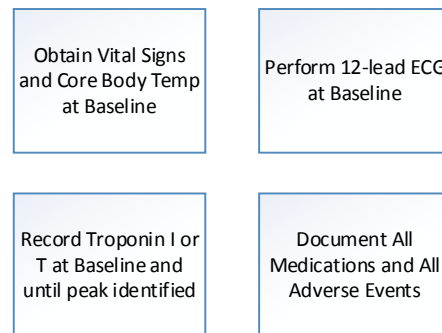 Obtain Vital Signs
and Core Body Temp
at Baseline
Perform 12-lead ECG
at Baseline
Record Troponin I or
T at Baseline and
until peak identified
Document All
Medications and All
Adverse Events